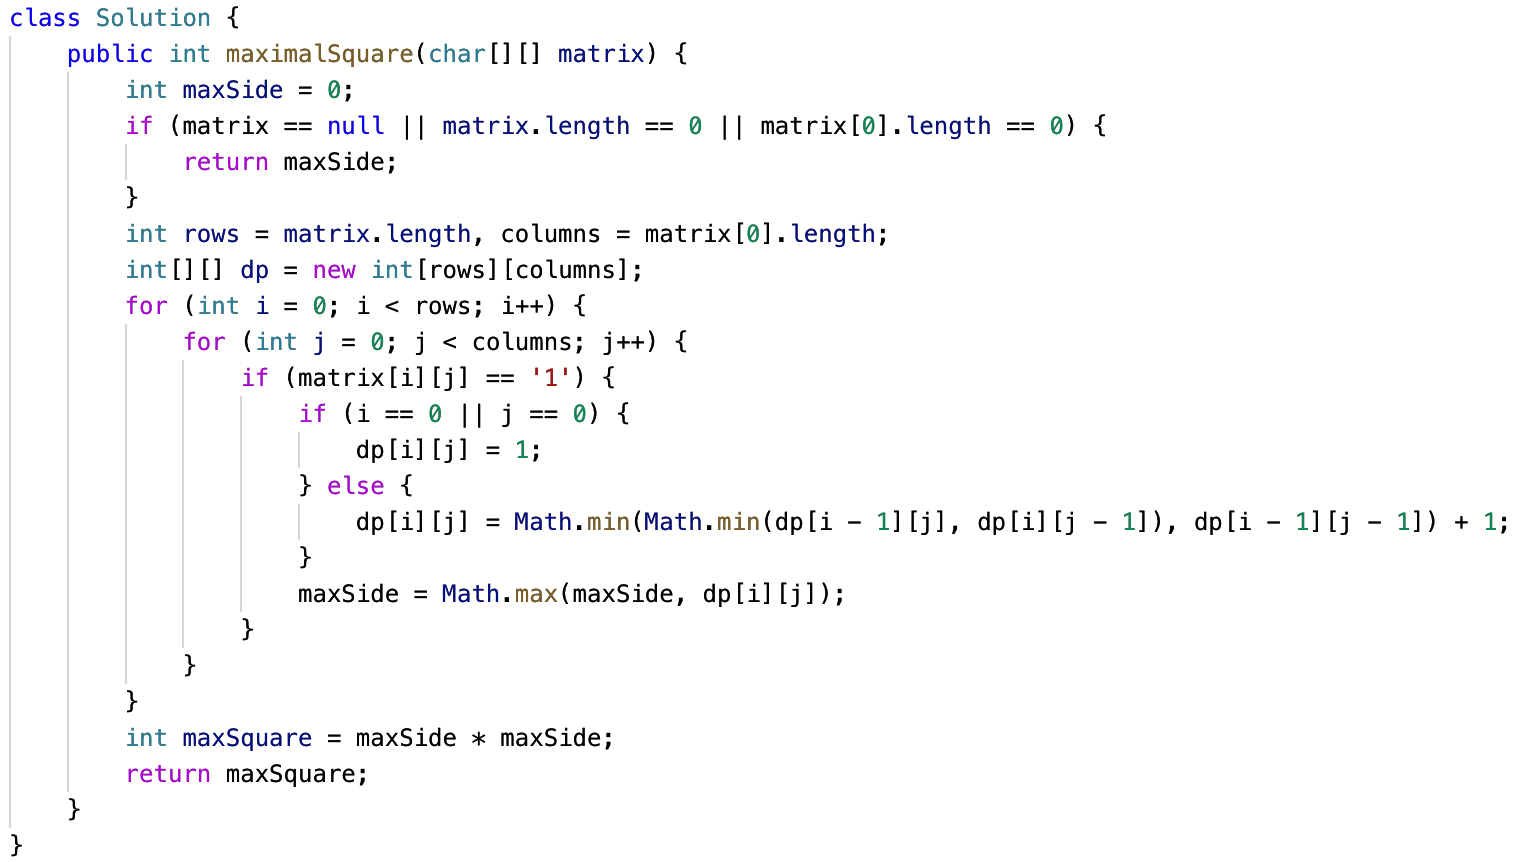 class Solution {
    public int maximalSquare(char[][] matrix) {
        int maxSide = 0;
        if (matrix == null || matrix.length == 0 || matrix[0].length == 0) {
            return maxSide;
        }
        int rows = matrix.length, columns = matrix[0].length;
        int[][] dp = new int[rows][columns];
        for (int i = 0; i < rows; i++) {
            for (int j = 0; j < columns; j++) {
                if (matrix[i][j] == '1') {
                    if (i == 0 || j == 0) {
                        dp[i][j] = 1;
                    } else {
                        dp[i][j] = Math.min(Math.min(dp[i - 1][j], dp[i][j - 1]), dp[i - 1][j - 1]) + 1;
                    }
                    maxSide = Math.max(maxSide, dp[i][j]);
                }
            }
        }
        int maxSquare = maxSide * maxSide;
        return maxSquare;
    }
}